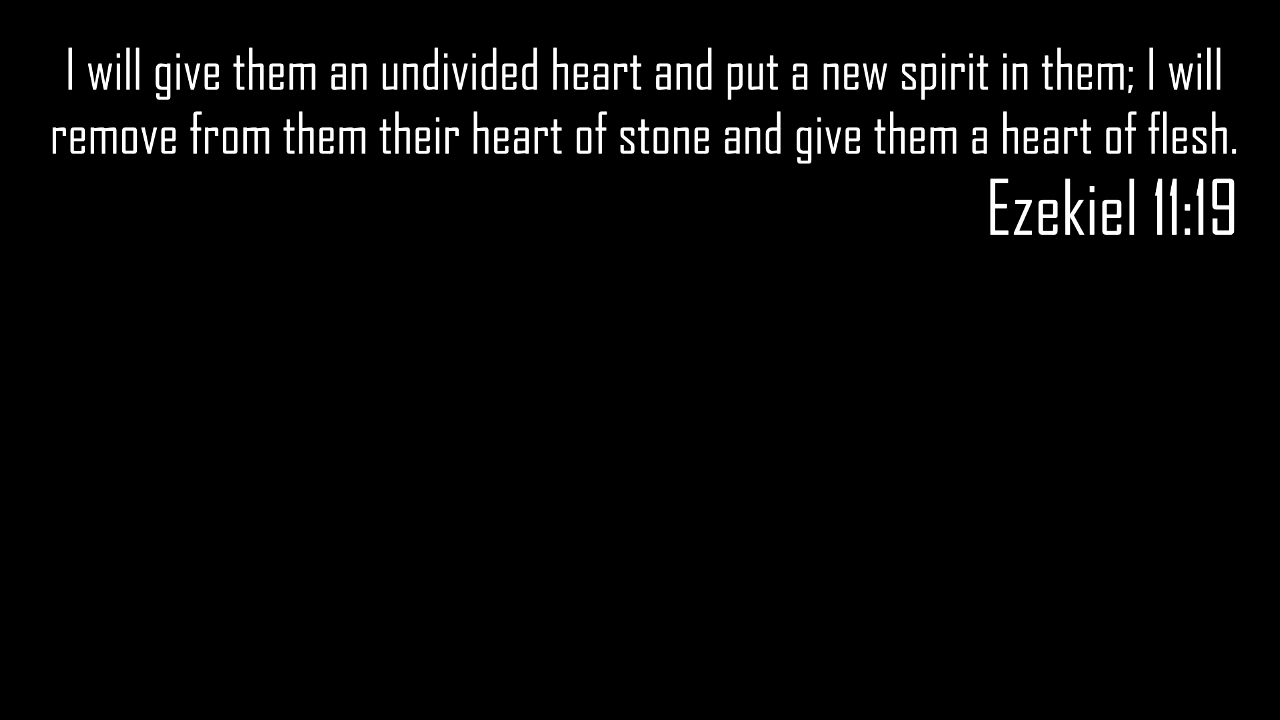 I will give them an undivided heart and put a new spirit in them; I will
remove from them their heart of stone and give them a heart of flesh.
Ezekiel 11:19